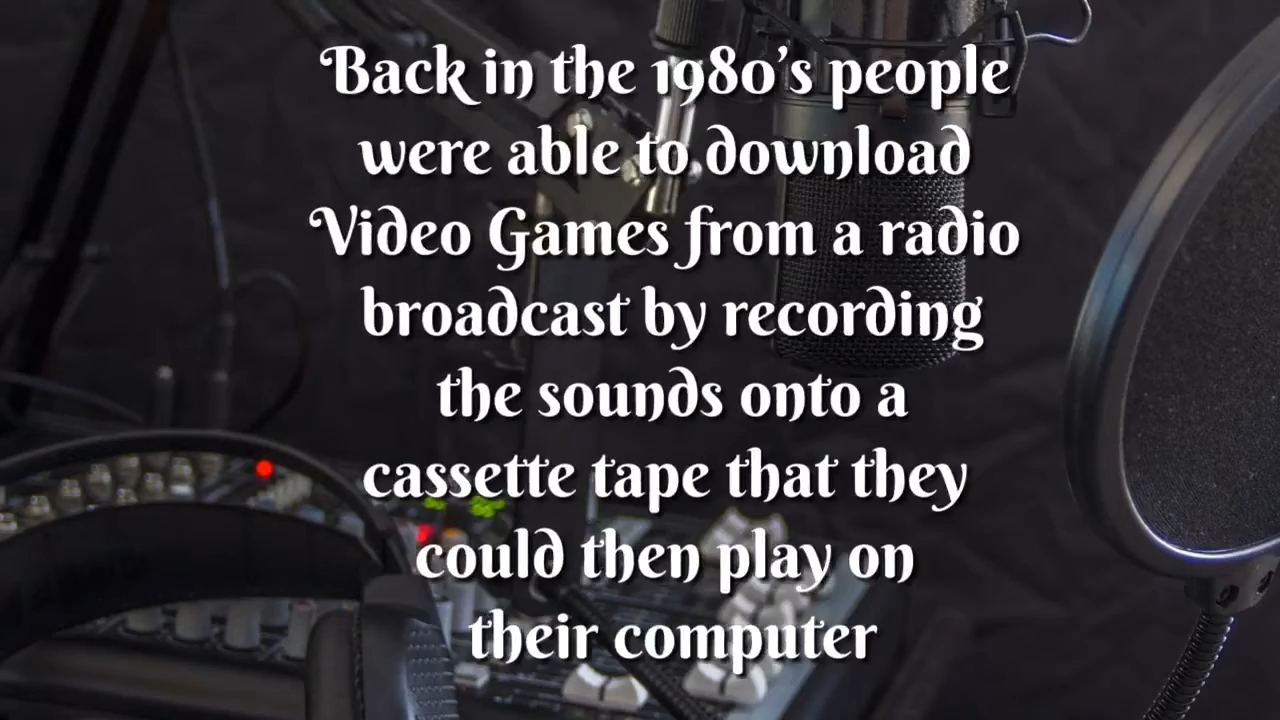 Back in the 1980's people
were able to download
Video Games from a radio
broadcast by recording
the sounds onto a
cassette tape that they
could then play on
their computer